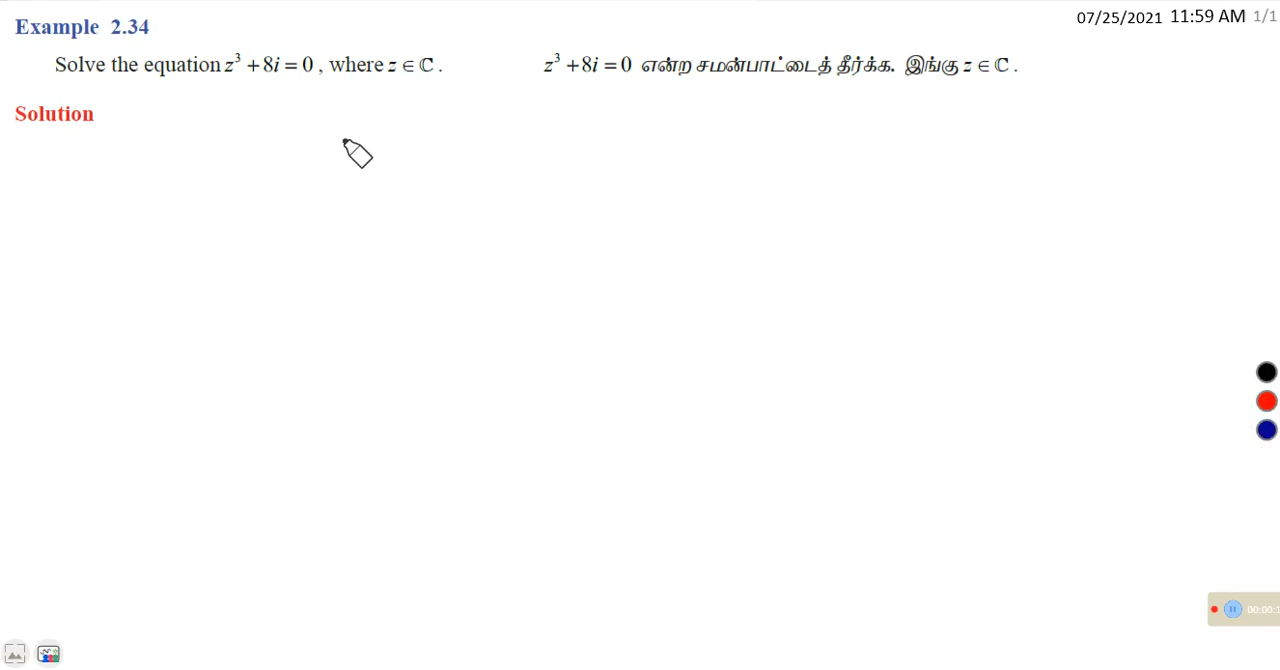 07/25/2021 11:59 AM 1/1
Example 2.34
Solve the equation z³ + 8i = 0 , where z ∈ ℂ . z³ + 8i = 0 என்ற சமன்பாட்டைத் தீர்க்க. இங்கு z ∈ ℂ .
Solution